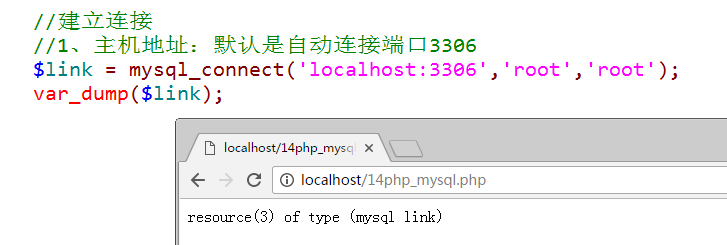 //建立连接
//1、主机地址：默认是自动连接端口3306
$link = mysql_connect('localhost:3306','root','root');
var_dump($link);
localhost/14php_mysq
localhost/14php_mysql.php
resource(3) of type (mysql link)